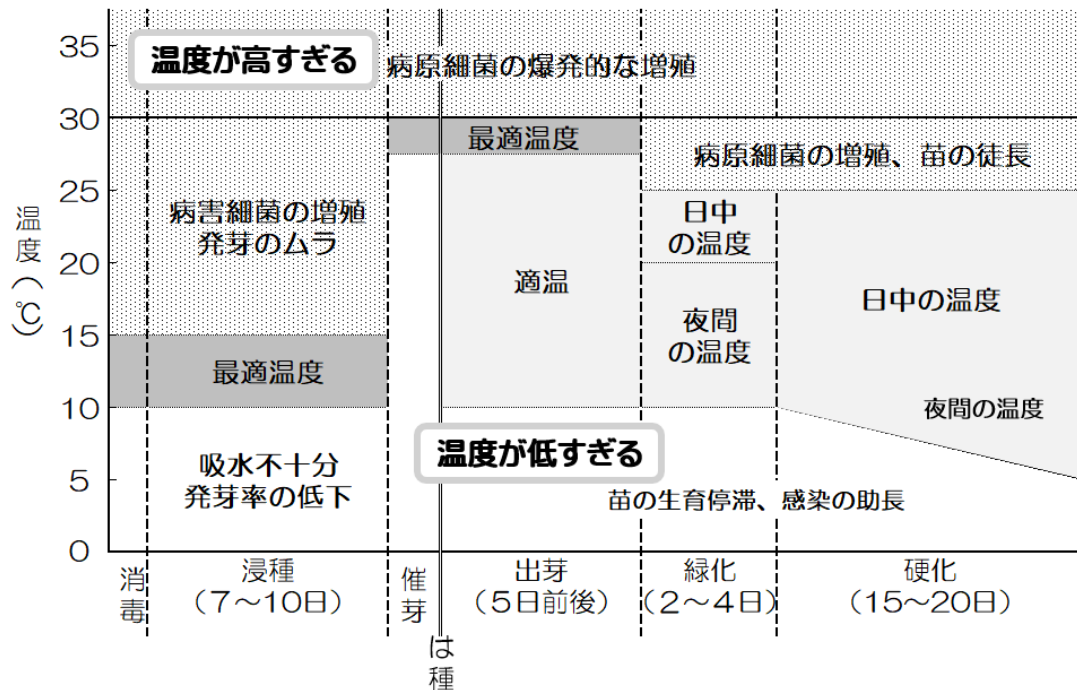 温度(℃)
35
30
25
20
15
10
5
0
温度が高すぎる
病原細菌の爆発的な増殖
最適温度
病原細菌の増殖、苗の徒長
病害細菌の増殖
発芽のムラ
日中
の温度
適温
日中の温度
夜間
の温度
最適温度
夜間の温度
温度が低すぎる
吸水不十分
発芽率の低下
苗の生育停滞、感染の助長
消毒
浸種
(7〜10日)
催芽
は種
出芽
(5日前後)
緑化
(2〜4日)
硬化
(15〜20日)